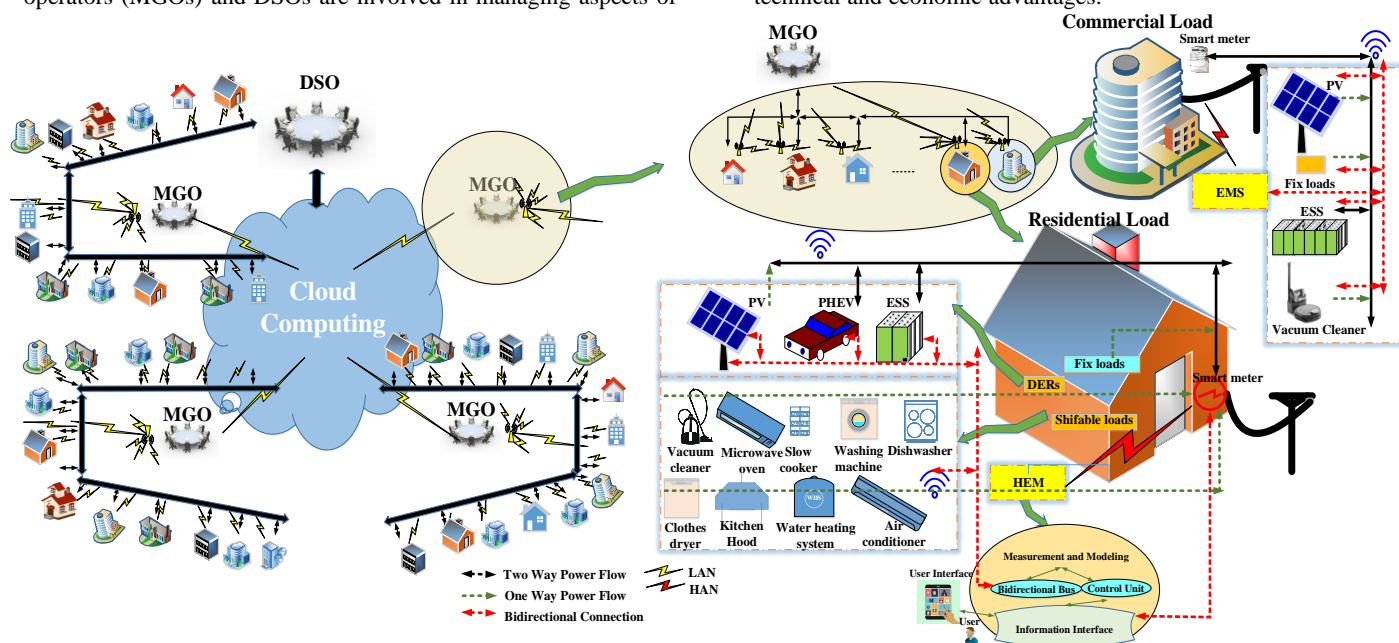 operators (MGOs) and DSOs are involved in managing aspects of
technical and economic advantages.
DSO
MGO
MGO
Cloud
Computing
MGO
MGO
Two Way Power Flow
One Way Power Flow
Bidirectional Connection
LAN
HAN
MGO
......
Commercial Load
Smart meter
PV
Fix loads
EMS
ESS
Vacuum Cleaner
Residential Load
PV
PHEV
ESS
Fix loads
DERs
Smart meter
Shifable loads
Vacuum
cleaner
Microwave
oven
Slow
cooker
Washing
machine
Dishwasher
HEM
Clothes
dryer
Kitchen
Hood
WHS
Water heating
system
Air
conditioner
Measurement and Modeling
User Interface
Bidirectional Bus
Control Unit
User
Information Interface